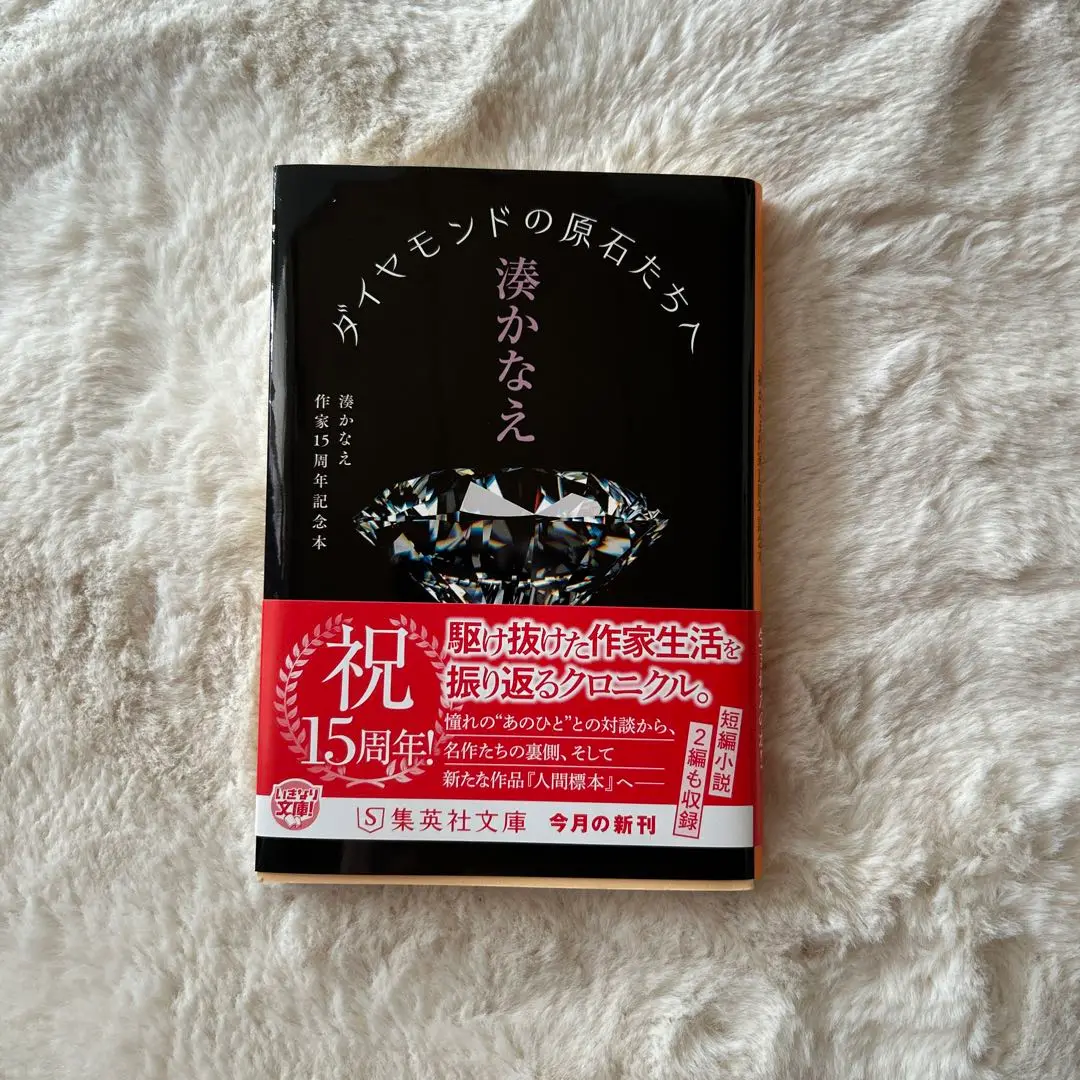 ダイヤモンドの原石たちへ
湊かなえ
湊かなえ
作家15周年記念本
祝
15周年!
駆け抜けた作家生活を
振り返るクロニクル。
憧れの“あのひと”との対談から、
名作たちの裏側、そして
新たな作品『人間標本』へ──
短編小説
2編も収録
いきなり
文庫!
S 集英社文庫 今月の新刊